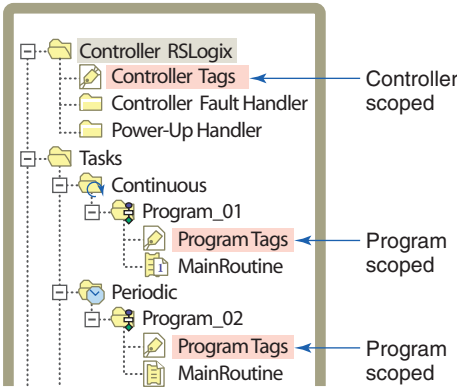 Controller RSLogix
Controller Tags
Controller scoped
Controller Fault Handler
Power-Up Handler
Tasks
Continuous
Program_01
Program Tags
Program scoped
MainRoutine
Periodic
Program_02
Program Tags
Program scoped
MainRoutine